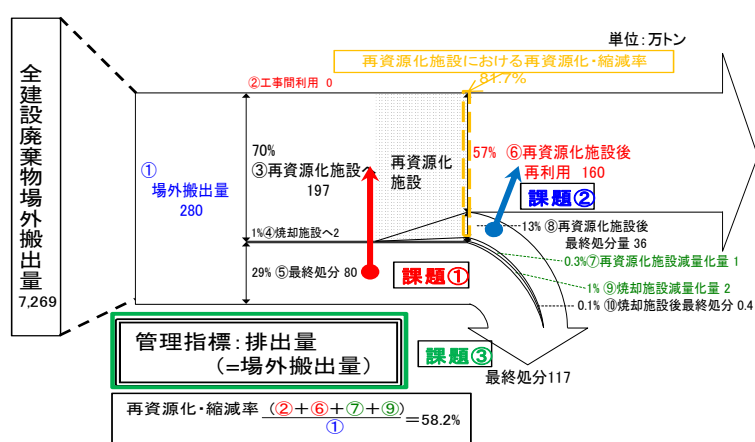 単位：万トン
再資源化施設における再資源化・縮減率
81.7%
全建設廃棄物場外搬出量
7,269
②工事間利用 0
①
場外搬出量
280
70%
③再資源化施設へ
197
再資源化
施設
57% ⑥再資源化施設後
再利用 160
課題②
1%④焼却施設へ2
13% ⑧再資源化施設後
最終処分量 36
0.3%⑦再資源化施設減量化量 1
29% ⑤最終処分 80
課題①
1% ⑨焼却施設減量化量 2
0.1% ⑩焼却施設後最終処分 0.4
管理指標：排出量
（=場外搬出量）
課題③
最終処分117
再資源化・縮減率 （②＋⑥＋⑦＋⑨）
①
＝58.2%